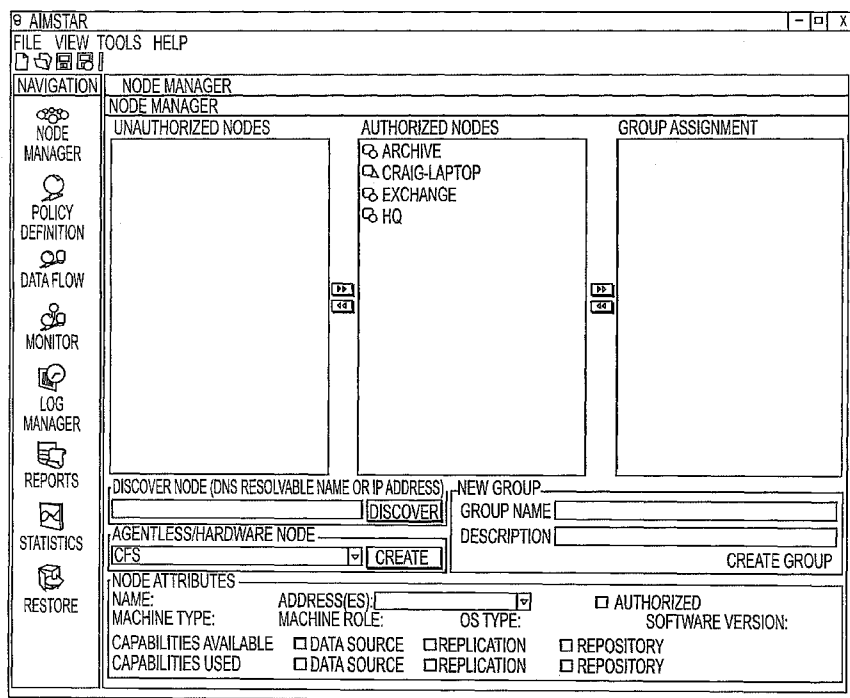 AIMSTAR
FILE VIEW TOOLS HELP
NAVIGATION
NODE MANAGER
POLICY DEFINITION
DATA FLOW
MONITOR
LOG MANAGER
REPORTS
STATISTICS
RESTORE
NODE MANAGER
NODE MANAGER
UNAUTHORIZED NODES
AUTHORIZED NODES
ARCHIVE
CRAIG-LAPTOP
EXCHANGE
HQ
GROUP ASSIGNMENT
DISCOVER NODE (DNS RESOLVABLE NAME OR IP ADDRESS)
DISCOVER
AGENTLESS/HARDWARE NODE
CFS
CREATE
NEW GROUP
GROUP NAME
DESCRIPTION
CREATE GROUP
NODE ATTRIBUTES
NAME: ADDRESS(ES): AUTHORIZED
MACHINE TYPE: MACHINE ROLE: OS TYPE: SOFTWARE VERSION:
CAPABILITIES AVAILABLE DATA SOURCE REPLICATION REPOSITORY
CAPABILITIES USED DATA SOURCE REPLICATION REPOSITORY